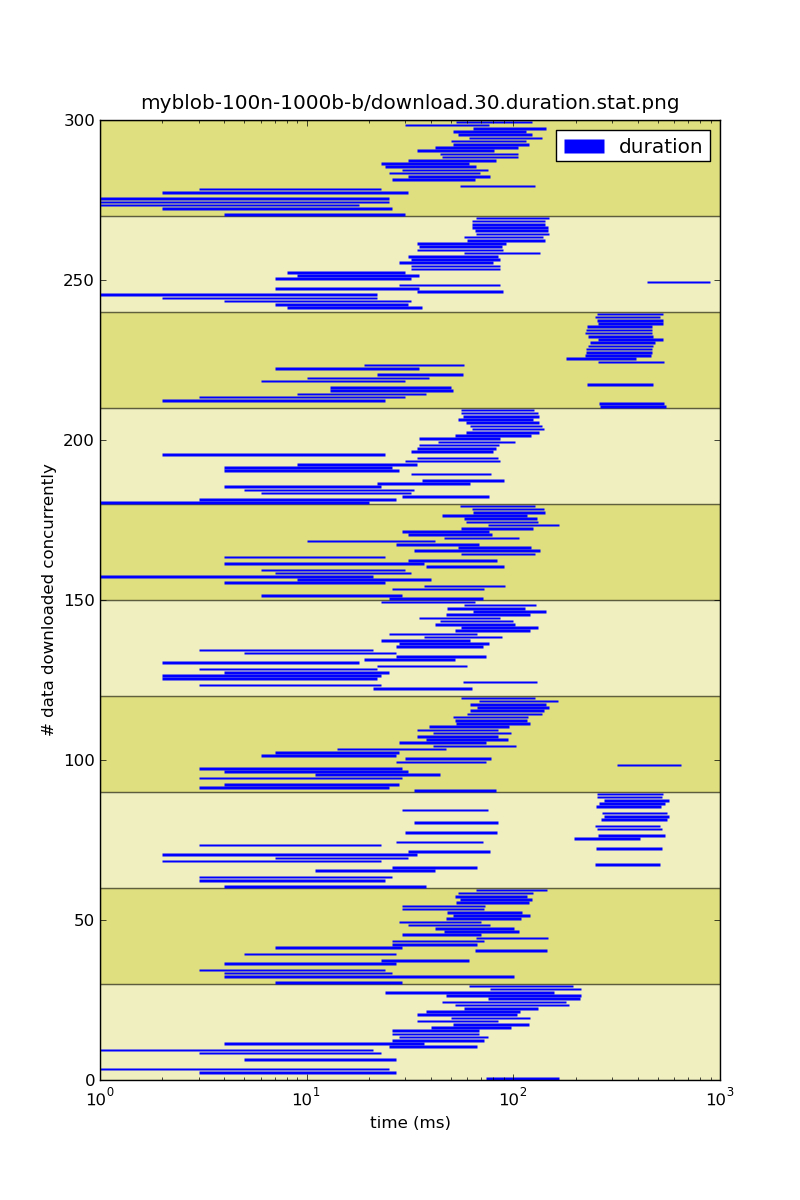 myblob-100n-1000b-b/download.30.duration.stat.png
duration
300
250
200
150
100
50
0
# data downloaded concurrently
10^0 10^1 10^2 10^3
time (ms)